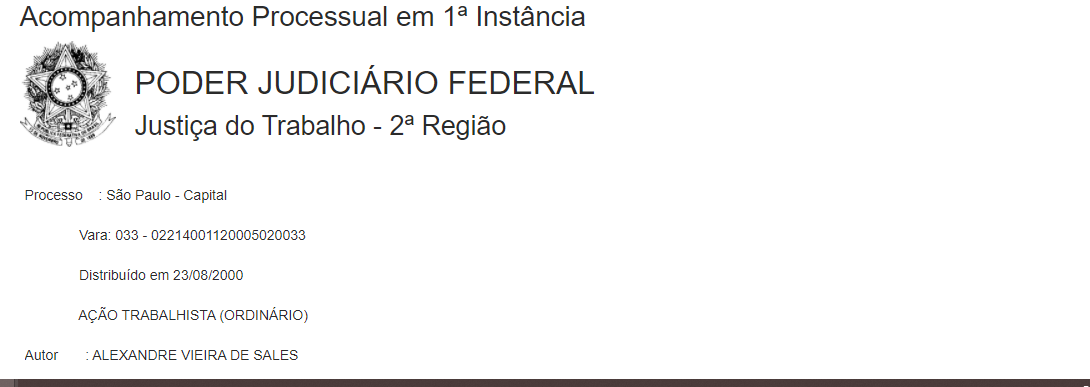 Acompanhamento Processual em 1ª Instância
PODER JUDICIÁRIO FEDERAL
Justiça do Trabalho - 2ª Região
Processo : São Paulo - Capital
Vara: 033 - 02214001120005020033
Distribuído em 23/08/2000
AÇÃO TRABALHISTA (ORDINÁRIO)
Autor : ALEXANDRE VIEIRA DE SALES